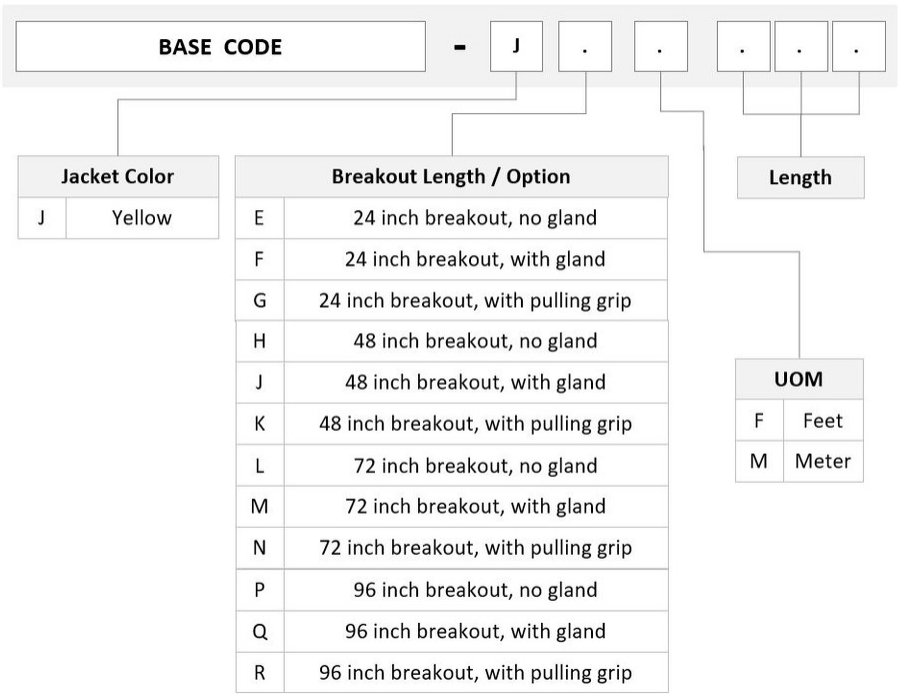 BASE CODE - J . . . . .
Jacket Color
J Yellow
Breakout Length / Option
E 24 inch breakout, no gland
F 24 inch breakout, with gland
G 24 inch breakout, with pulling grip
H 48 inch breakout, no gland
J 48 inch breakout, with gland
K 48 inch breakout, with pulling grip
L 72 inch breakout, no gland
M 72 inch breakout, with gland
N 72 inch breakout, with pulling grip
P 96 inch breakout, no gland
Q 96 inch breakout, with gland
R 96 inch breakout, with pulling grip
Length
UOM
F Feet
M Meter